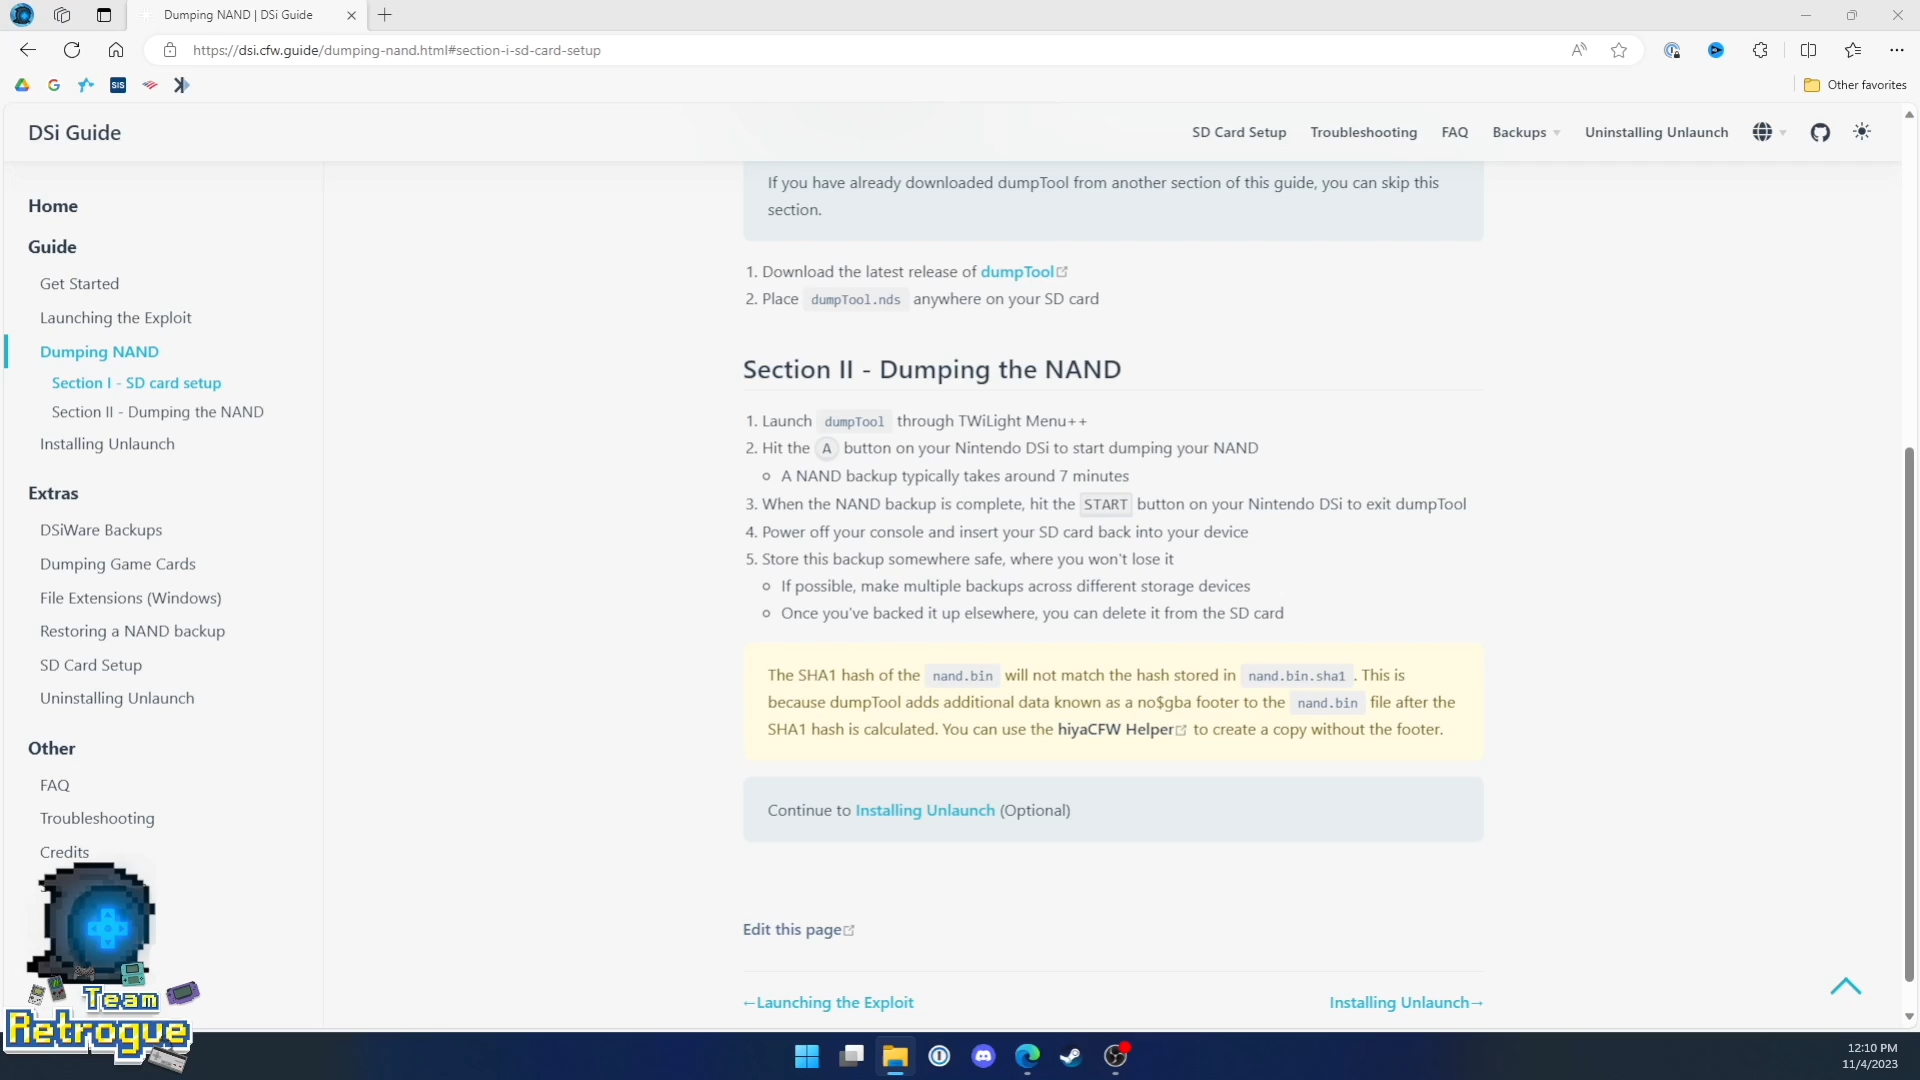 Dumping NAND | DSi Guide
https://dsi.cfw.guide/dumping-nand.html#section-i-sd-card-setup
SiS
Other favorites
DSi Guide
SD Card Setup
Troubleshooting
FAQ
Backups
Uninstalling Unlaunch
Home
Guide
Get Started
Launching the Exploit
Dumping NAND
Section I - SD card setup
Section II - Dumping the NAND
Installing Unlaunch
Extras
DSiWare Backups
Dumping Game Cards
File Extensions (Windows)
Restoring a NAND backup
SD Card Setup
Uninstalling Unlaunch
Other
FAQ
Troubleshooting
Credits
If you have already downloaded dumpTool from another section of this guide, you can skip this
section.
1. Download the latest release of dumpTool
2. Place dumpTool.nds anywhere on your SD card
Section II - Dumping the NAND
1. Launch dumpTool through TWiLight Menu++
2. Hit the A button on your Nintendo DSi to start dumping your NAND
A NAND backup typically takes around 7 minutes
3. When the NAND backup is complete, hit the START button on your Nintendo DSi to exit dumpTool
4. Power off your console and insert your SD card back into your device
5. Store this backup somewhere safe, where you won't lose it
If possible, make multiple backups across different storage devices
Once you've backed it up elsewhere, you can delete it from the SD card
The SHA1 hash of the nand.bin will not match the hash stored in nand.bin.sha1. This is
because dumpTool adds additional data known as a no$gba footer to the nand.bin file after the
SHA1 hash is calculated. You can use the hiyaCFW Helper to create a copy without the footer.
Continue to Installing Unlaunch (Optional)
Edit this page
←Launching the Exploit
Installing Unlaunch→
Team
Retrogue
12:10 PM
11/4/2023